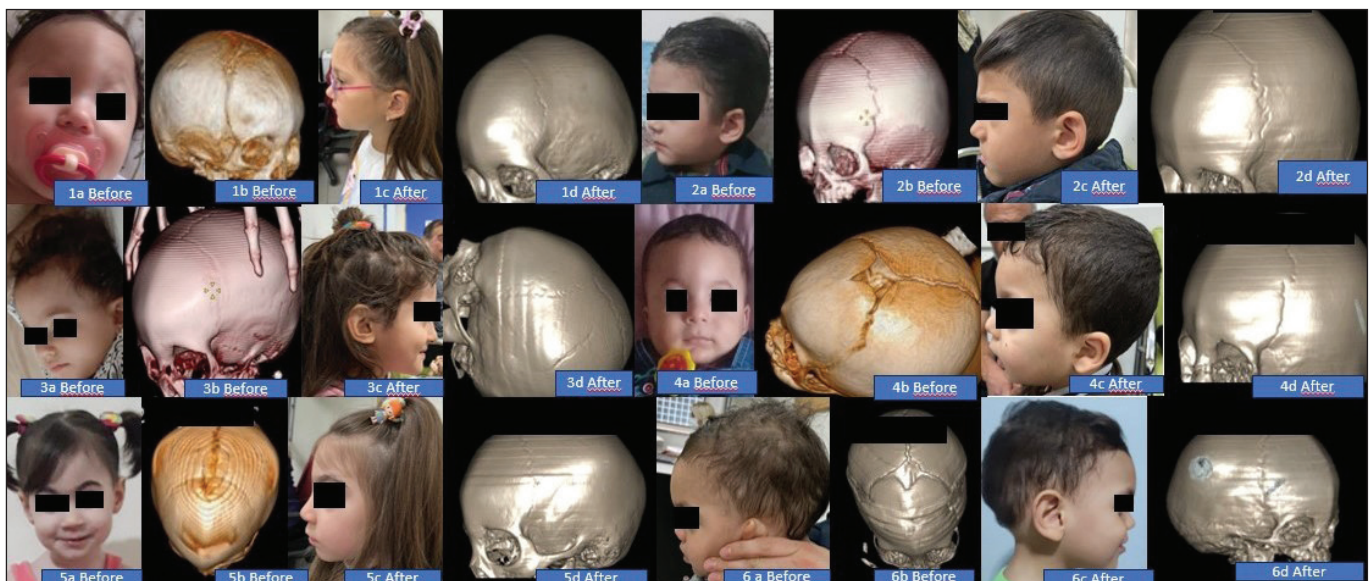 1a Before
1b Before
1c After
1d After
2a Before
2b Before
2c After
2d After
3a Before
3b Before
3c After
3d After
4a Before
4b Before
4c After
4d After
5a Before
5b Before
5c After
5d After
6 a Before
6b Before
6c After
6d After